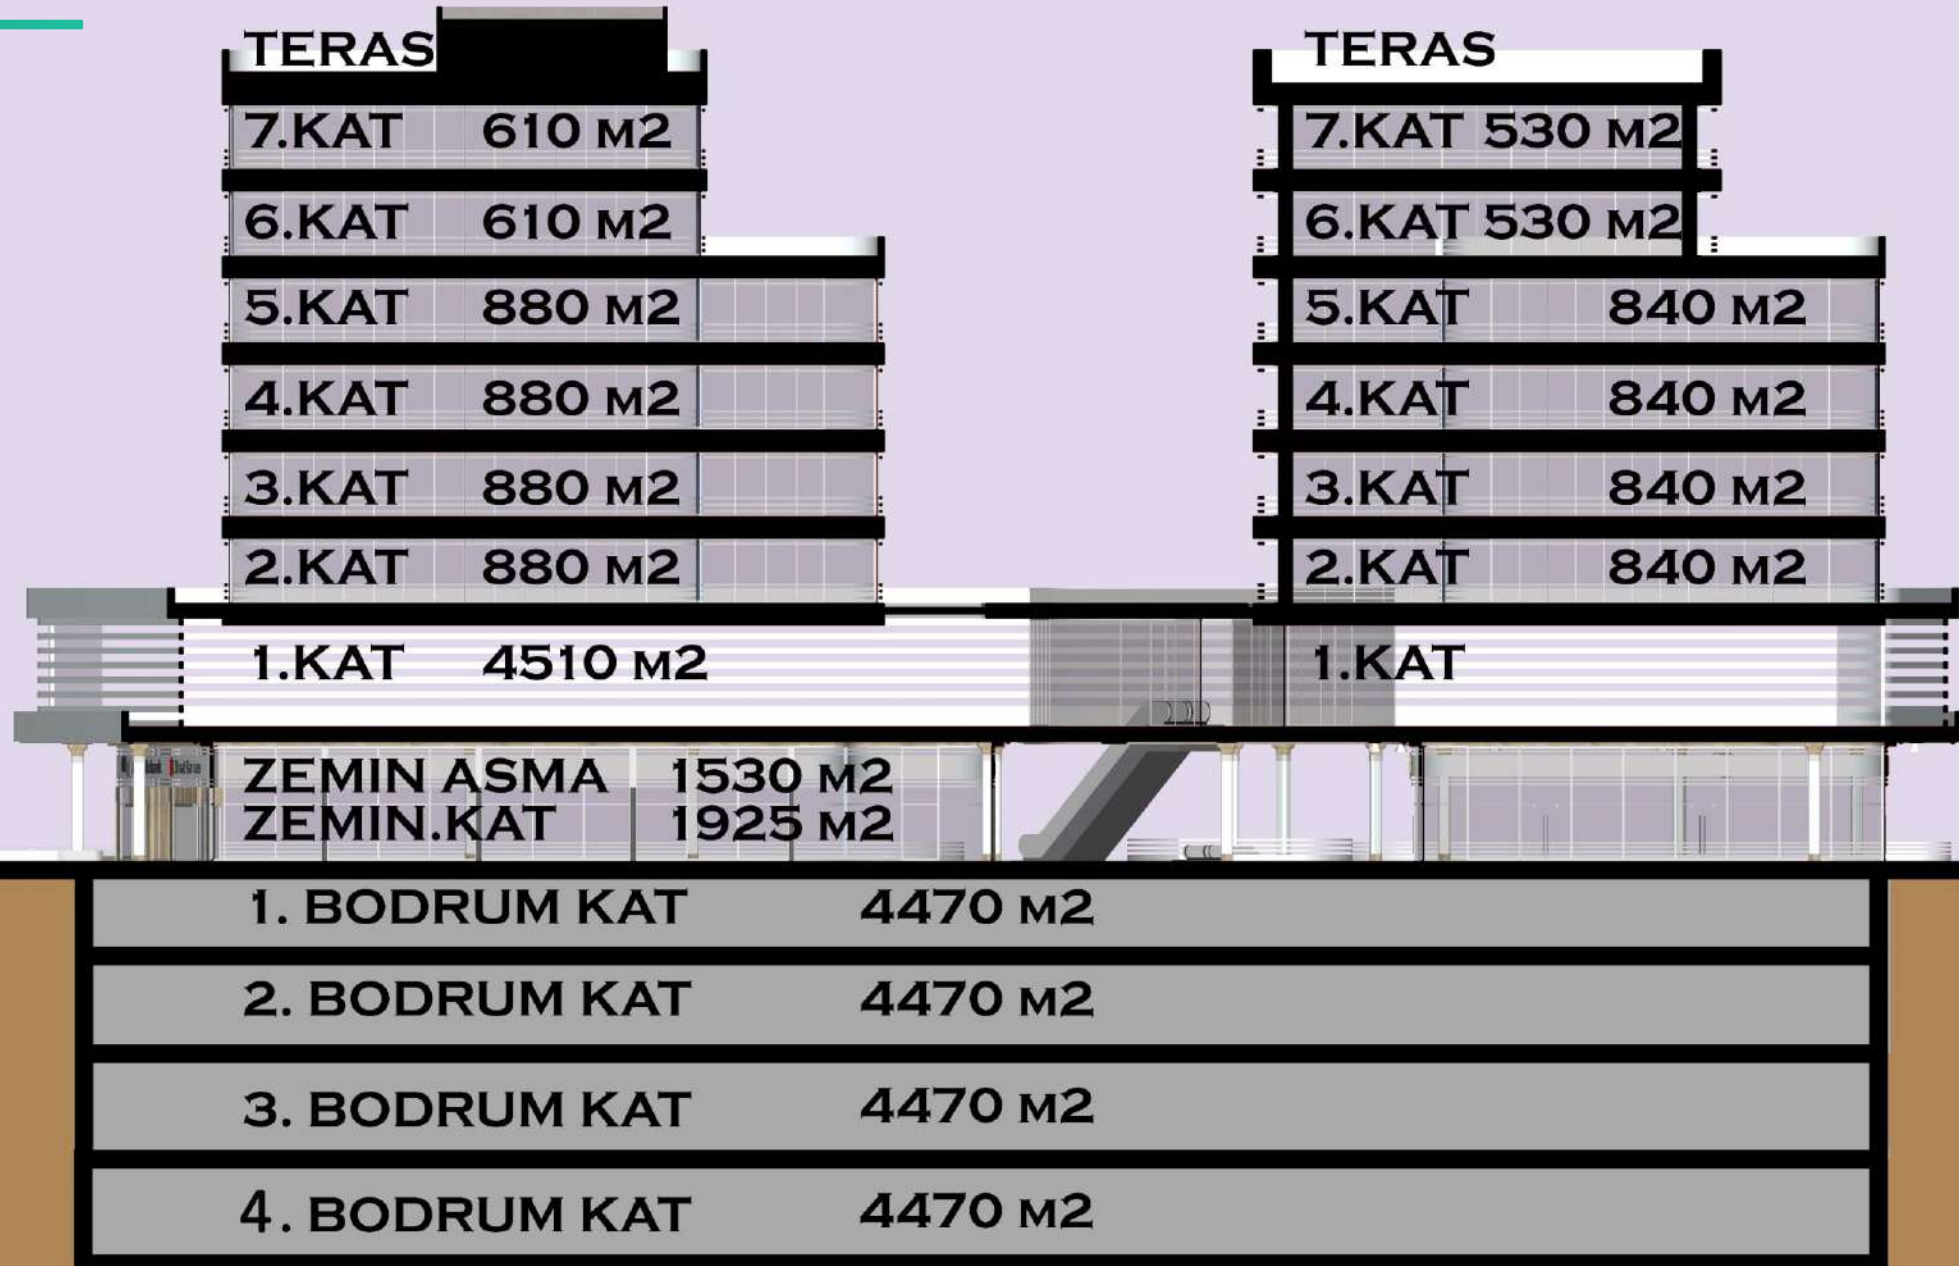 TERAS
7.KAT 610 M2
6.KAT 610 M2
5.KAT 880 M2
4.KAT 880 M2
3.KAT 880 M2
2.KAT 880 M2
TERAS
7.KAT 530 M2
6.KAT 530 M2
5.KAT 840 M2
4.KAT 840 M2
3.KAT 840 M2
2.KAT 840 M2
1.KAT 4510 M2
1.KAT
ZEMIN ASMA 1530 M2
ZEMIN.KAT 1925 M2
1. BODRUM KAT 4470 M2
2. BODRUM KAT 4470 M2
3. BODRUM KAT 4470 M2
4. BODRUM KAT 4470 M2